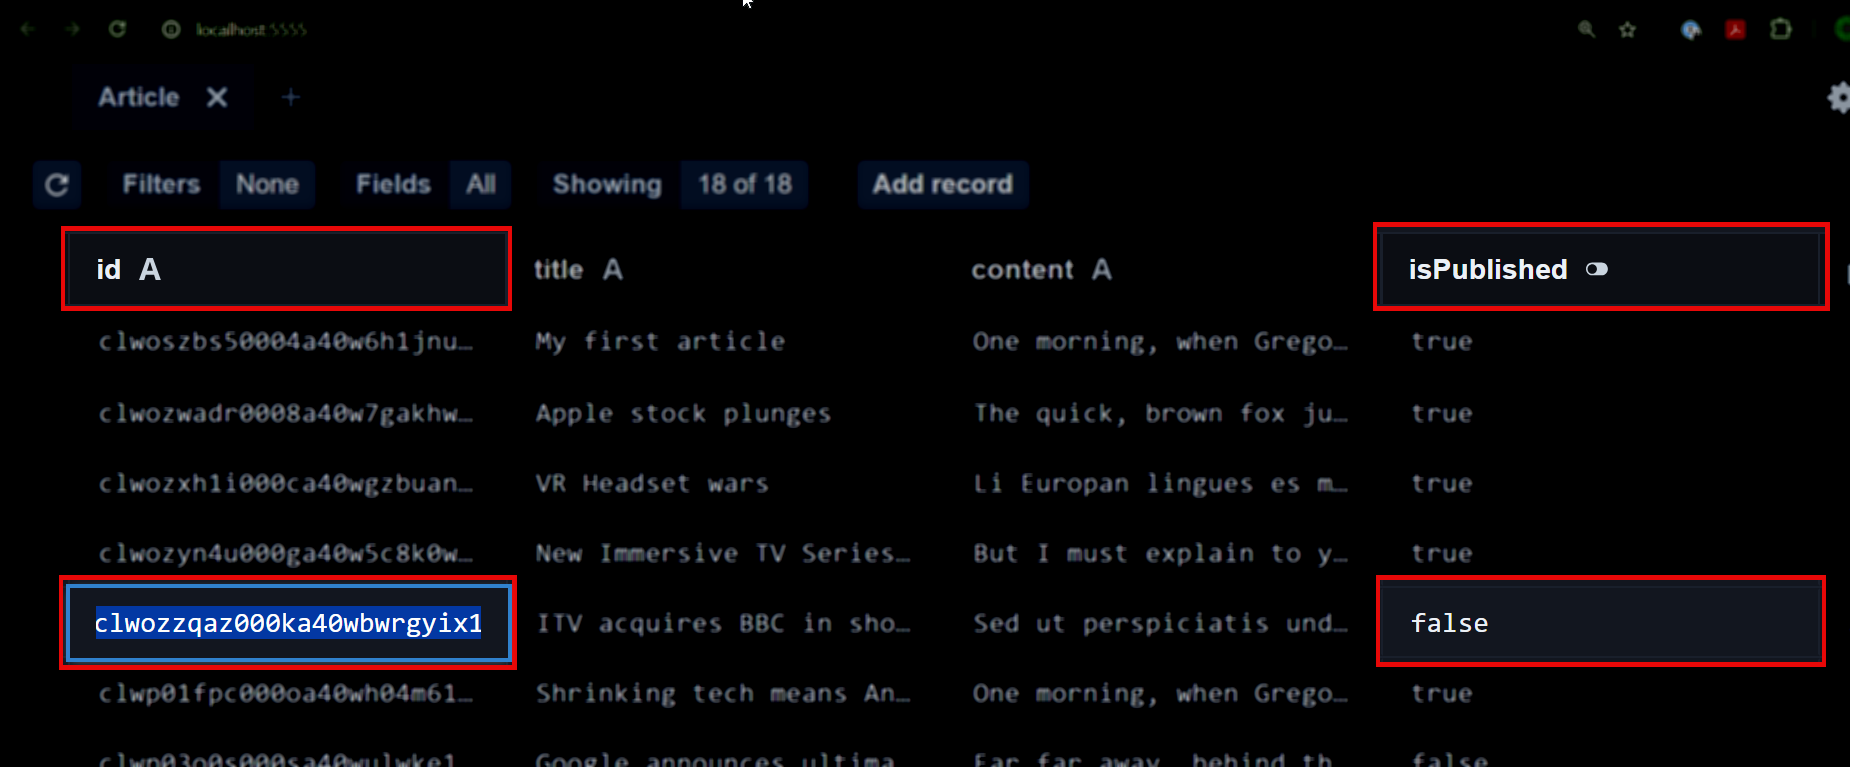 localhost:5555
Article
Filters None Fields All Showing 18 of 18 Add record
id A title A content A isPublished
clwoszbs50004a40w6h1jnu… My first article One morning, when Grego… true
clwozwadr0008a40w7gakhw… Apple stock plunges The quick, brown fox ju… true
clwozxh1i000ca40wgzbuan… VR Headset wars Li Europan lingues es m… true
clwozyn4u000ga40w5c8k0w… New Immersive TV Series… But I must explain to y… true
clwozzqaz000ka40wbwrgyix1 ITV acquires BBC in sho… Sed ut perspiciatis und… false
clwp01fpc000oa40wh04m61… Shrinking tech means An… One morning, when Grego… true
Google announces ultima Far far away, behind th false